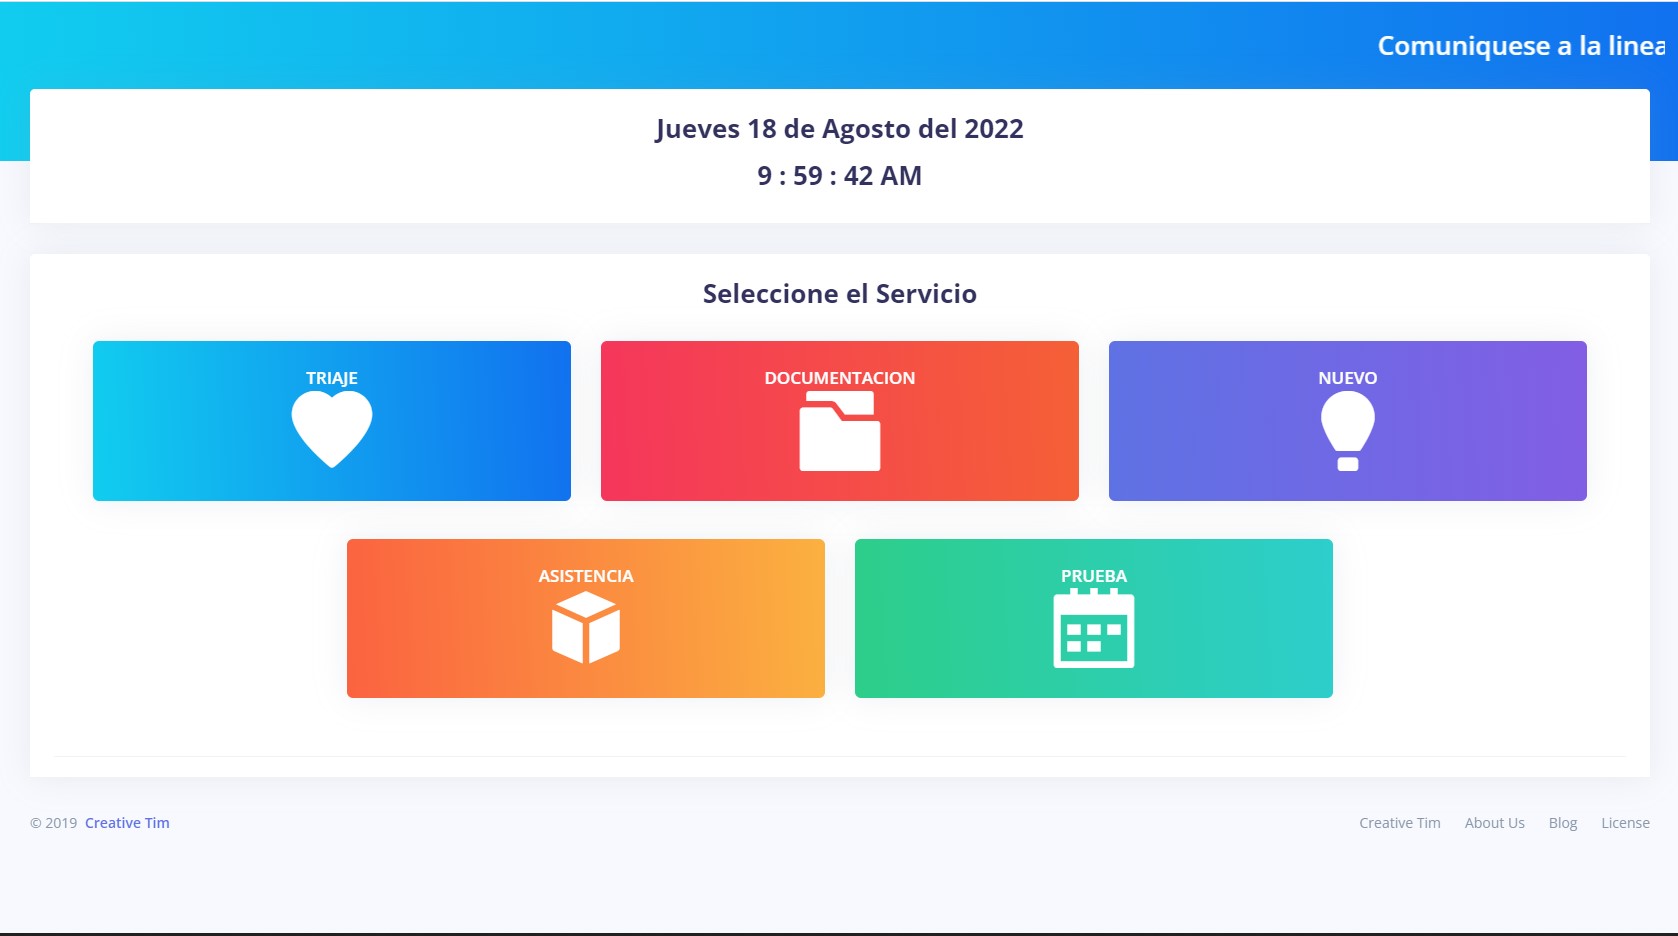 Comuniquese a la linea
Jueves 18 de Agosto del 2022
9 : 59 : 42 AM
Seleccione el Servicio
TRIAJE
DOCUMENTACION
NUEVO
ASISTENCIA
PRUEBA
© 2019 Creative Tim
Creative Tim About Us Blog License